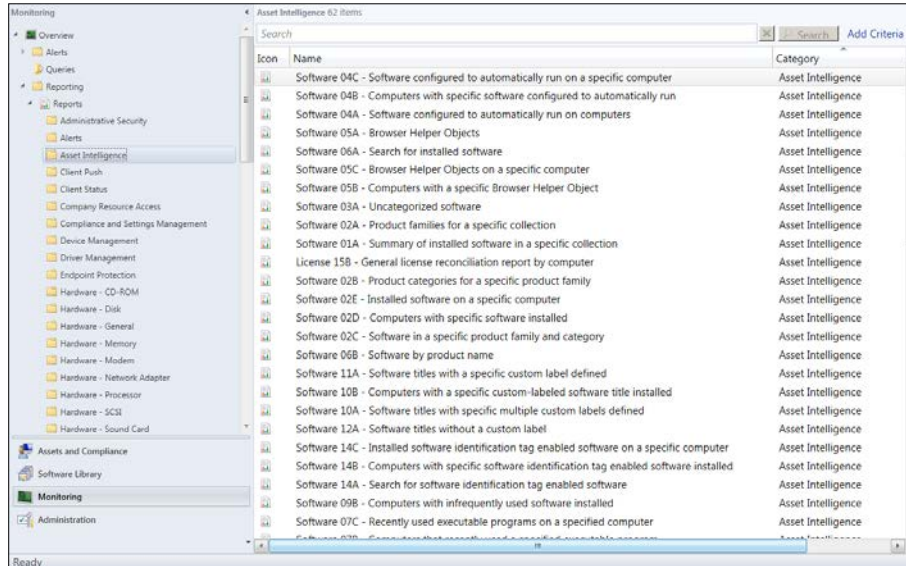 Monitoring
Overview
Alerts
Queries
Reporting
Reports
Administrative Security
Alerts
Asset Intelligence
Client Push
Client Status
Company Resource Access
Compliance and Settings Management
Device Management
Driver Management
Endpoint Protection
Hardware - CD-ROM
Hardware - Disk
Hardware - General
Hardware - Memory
Hardware - Modem
Hardware - Network Adapter
Hardware - Processor
Hardware - SCSI
Hardware - Sound Card
Assets and Compliance
Software Library
Monitoring
Administration
Ready
Asset Intelligence 62 items
Search Search Add Criteria
Icon Name Category
Software 04C - Software configured to automatically run on a specific computer Asset Intelligence
Software 04B - Computers with specific software configured to automatically run Asset Intelligence
Software 04A - Software configured to automatically run on computers Asset Intelligence
Software 05A - Browser Helper Objects Asset Intelligence
Software 06A - Search for installed software Asset Intelligence
Software 05C - Browser Helper Objects on a specific computer Asset Intelligence
Software 05B - Computers with a specific Browser Helper Object Asset Intelligence
Software 03A - Uncategorized software Asset Intelligence
Software 02A - Product families for a specific collection Asset Intelligence
Software 01A - Summary of installed software in a specific collection Asset Intelligence
License 15B - General license reconciliation report by computer Asset Intelligence
Software 02B - Product categories for a specific product family Asset Intelligence
Software 02E - Installed software on a specific computer Asset Intelligence
Software 02D - Computers with specific software installed Asset Intelligence
Software 02C - Software in a specific product family and category Asset Intelligence
Software 06B - Software by product name Asset Intelligence
Software 11A - Software titles with a specific custom label defined Asset Intelligence
Software 10B - Computers with a specific custom-labeled software title installed Asset Intelligence
Software 10A - Software titles with specific multiple custom labels defined Asset Intelligence
Software 12A - Software titles without a custom label Asset Intelligence
Software 14C - Installed software identification tag enabled software on a specific computer Asset Intelligence
Software 14B - Computers with specific software identification tag enabled software installed Asset Intelligence
Software 14A - Search for software identification tag enabled software Asset Intelligence
Software 09B - Computers with infrequently used software installed Asset Intelligence
Software 07C - Recently used executable programs on a specified computer Asset Intelligence
Software 07B - Computers that recently used a specified executable program Asset Intelligence